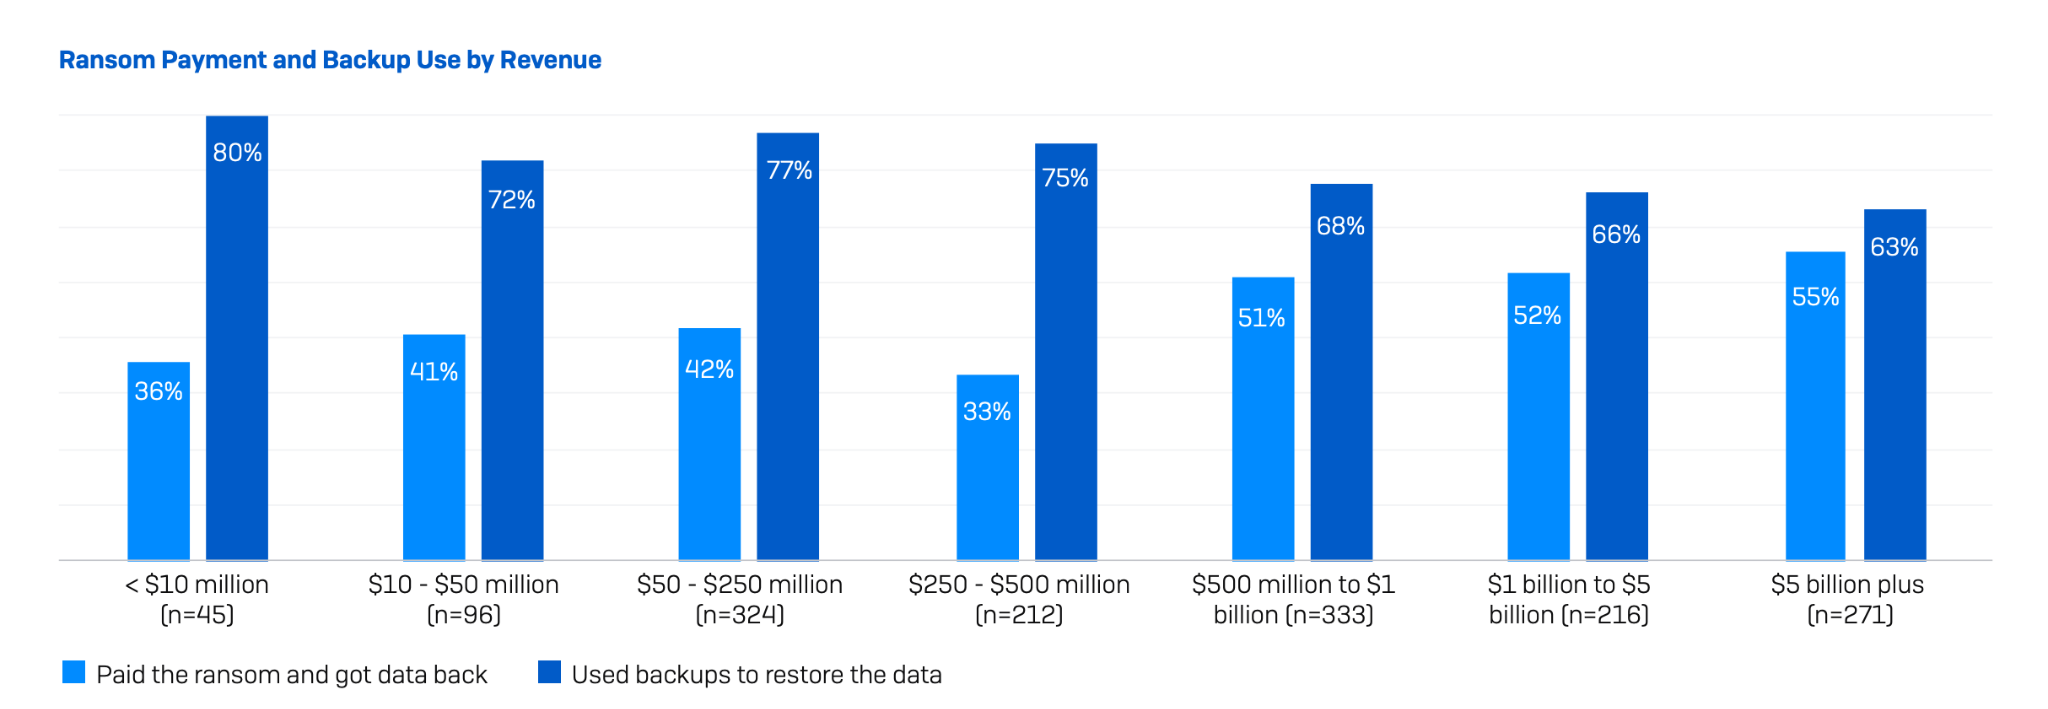 Ransom Payment and Backup Use by Revenue
36%
80%
41%
72%
42%
77%
33%
75%
51%
68%
52%
66%
55%
63%
< $10 million
(n=45)
$10 - $50 million
(n=96)
$50 - $250 million
(n=324)
$250 - $500 million
(n=212)
$500 million to $1
billion (n=333)
$1 billion to $5
billion (n=216)
$5 billion plus
(n=271)
Paid the ransom and got data back
Used backups to restore the data